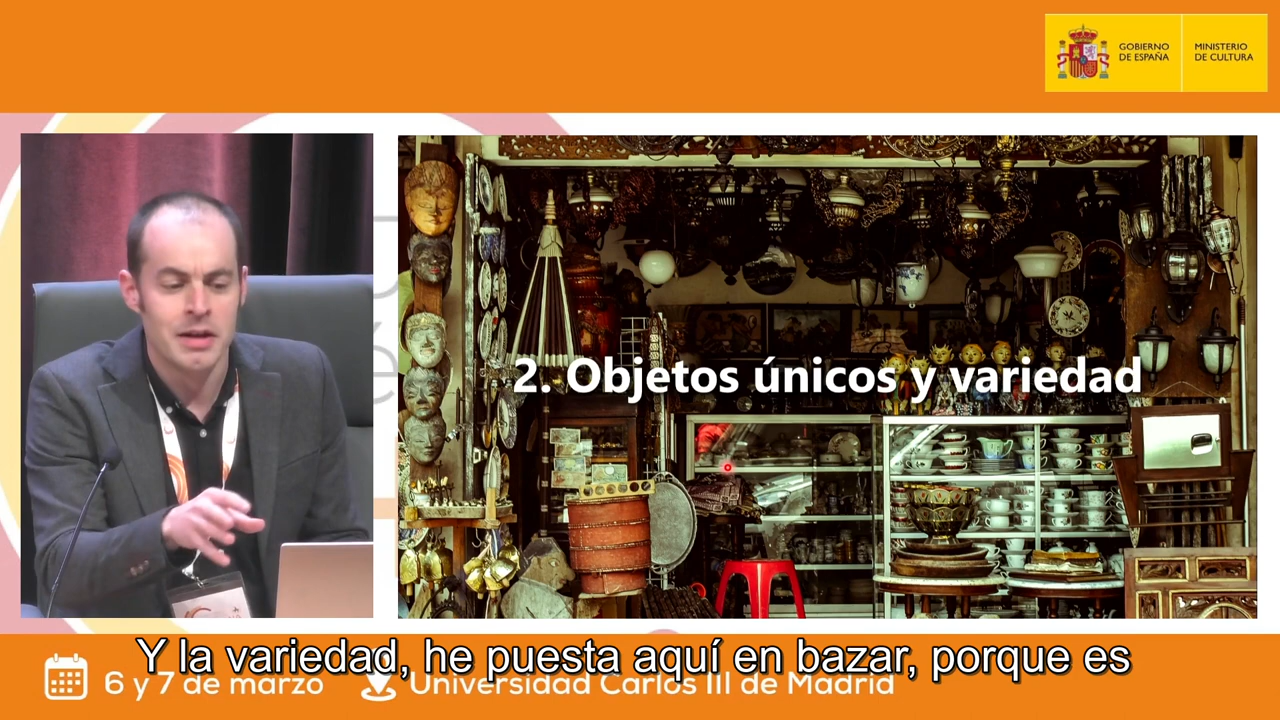 GOBIERNO
DE ESPAÑA
MINISTERIO
DE CULTURA
2. Objetos únicos y variedad
Y la variedad, he puesta aquí en bazar, porque es
6 y 7 de marzo
Universidad Carlos III de Madrid